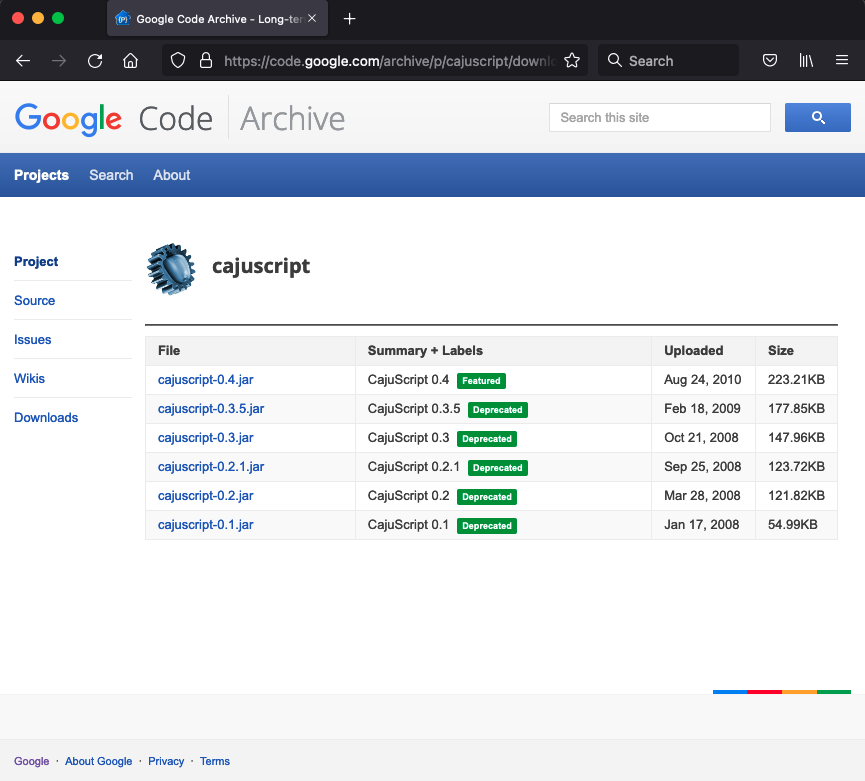 Google Code Archive - Long-ter
https://code.google.com/archive/p/cajuscript/downlo
Search
Google Code Archive
Search this site
Projects Search About
Project
Source
Issues
Wikis
Downloads
cajuscript
File Summary + Labels Uploaded Size
cajuscript-0.4.jar CajuScript 0.4 Featured Aug 24, 2010 223.21KB
cajuscript-0.3.5.jar CajuScript 0.3.5 Deprecated Feb 18, 2009 177.85KB
cajuscript-0.3.jar CajuScript 0.3 Deprecated Oct 21, 2008 147.96KB
cajuscript-0.2.1.jar CajuScript 0.2.1 Deprecated Sep 25, 2008 123.72KB
cajuscript-0.2.jar CajuScript 0.2 Deprecated Mar 28, 2008 121.82KB
cajuscript-0.1.jar CajuScript 0.1 Deprecated Jan 17, 2008 54.99KB
Google · About Google · Privacy · Terms